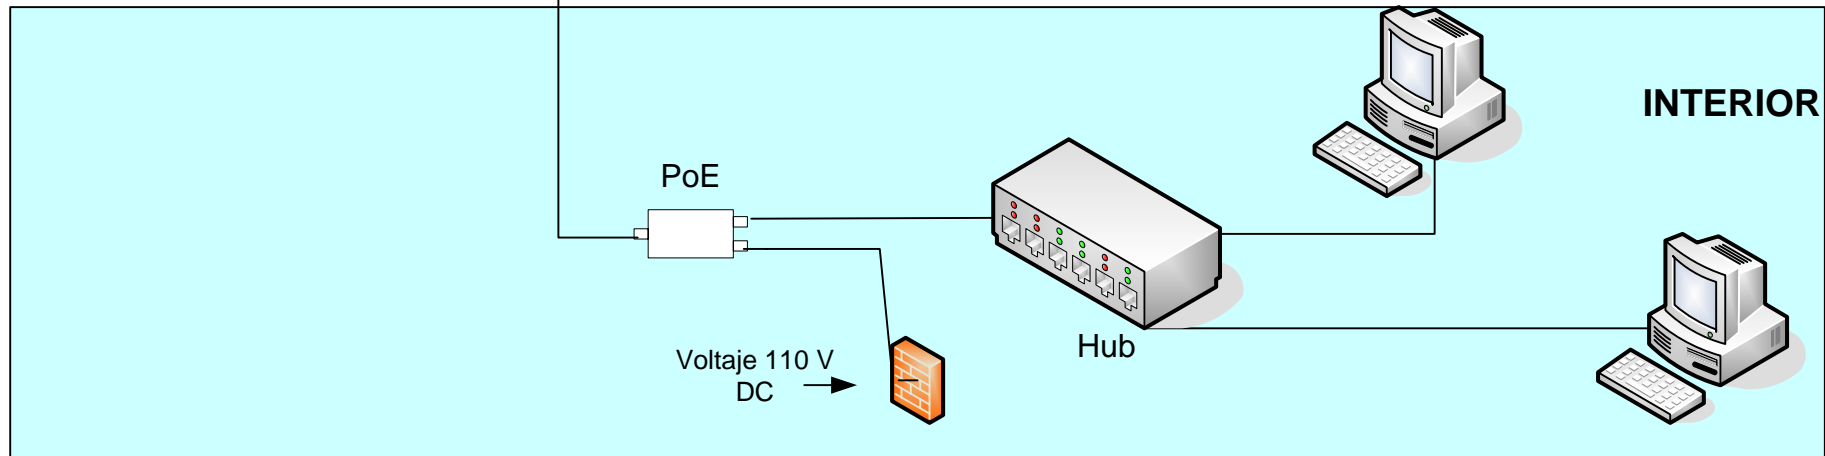 INTERIOR
PoE
Hub
Voltaje 110 V
DC